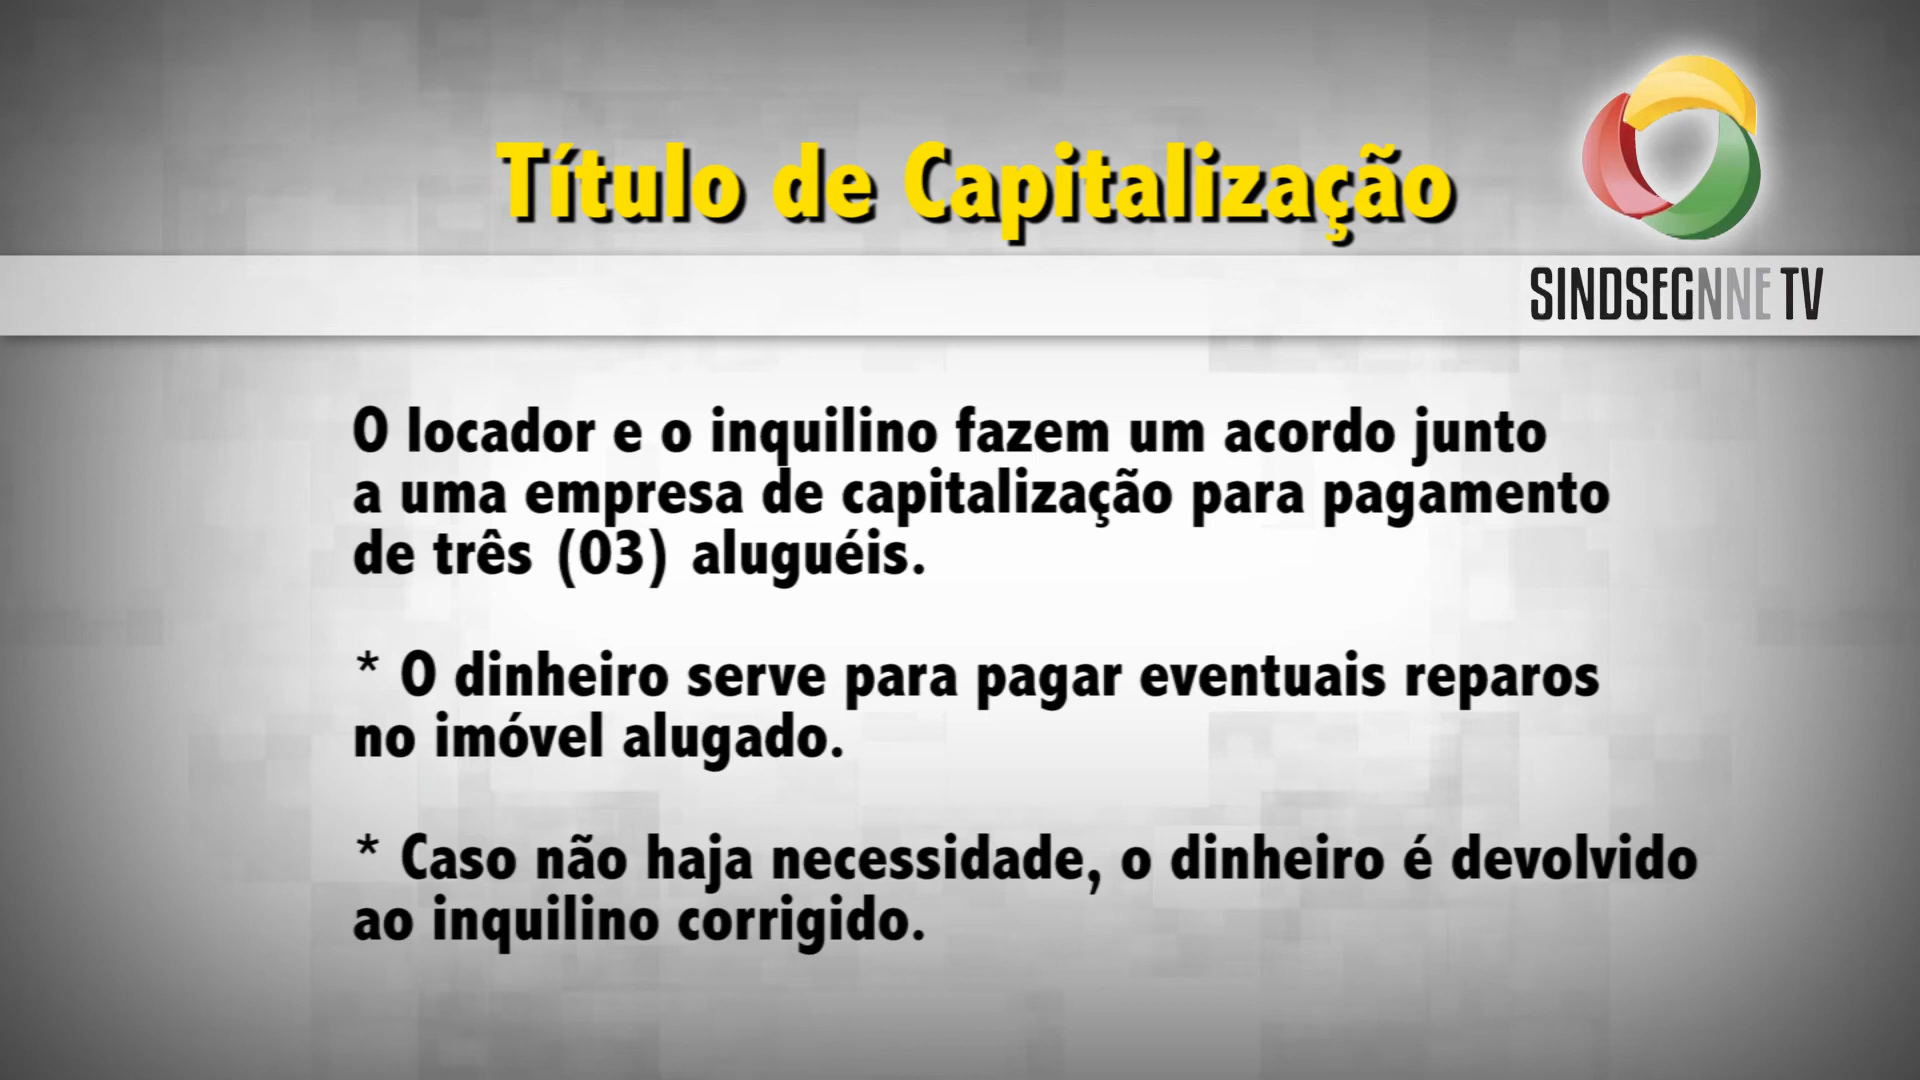 Título de Capitalização
SINDSEGNNE TV
O locador e o inquilino fazem um acordo junto
a uma empresa de capitalização para pagamento
de três (03) aluguéis.
* O dinheiro serve para pagar eventuais reparos
no imóvel alugado.
* Caso não haja necessidade, o dinheiro é devolvido
ao inquilino corrigido.